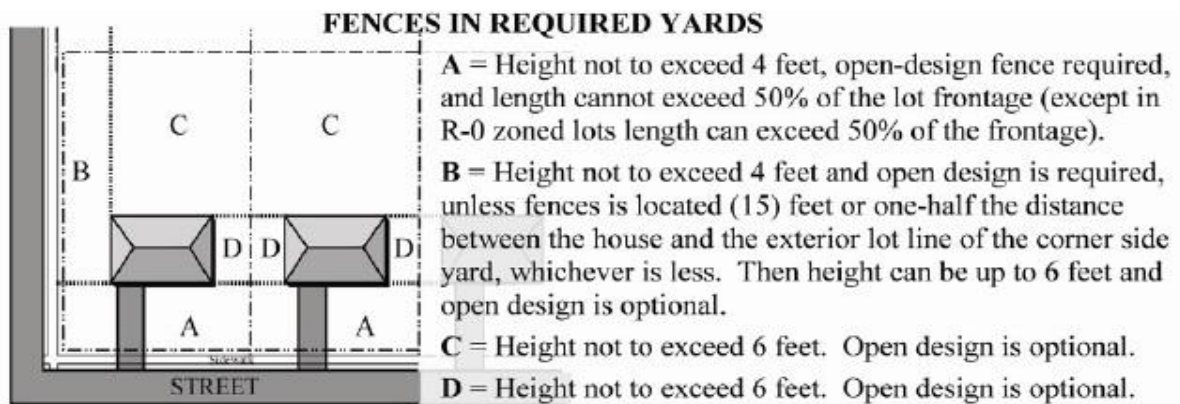 FENCES IN REQUIRED YARDS
A = Height not to exceed 4 feet, open-design fence required,
and length cannot exceed 50% of the lot frontage (except in
R-0 zoned lots length can exceed 50% of the frontage).
B = Height not to exceed 4 feet and open design is required,
unless fences is located (15) feet or one-half the distance
between the house and the exterior lot line of the corner side
yard, whichever is less. Then height can be up to 6 feet and
open design is optional.
C = Height not to exceed 6 feet. Open design is optional.
D = Height not to exceed 6 feet. Open design is optional.
C C
B
D D D
A A
Sidewalk
STREET